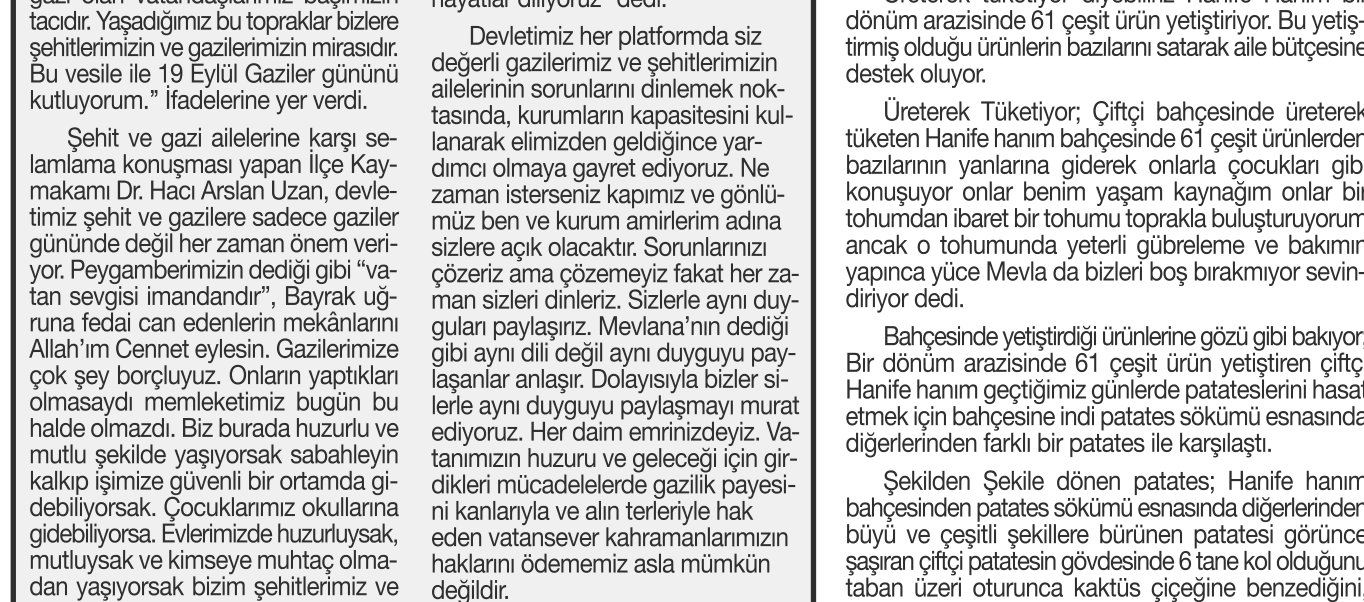 tacıdır. Yaşadığımız bu topraklar bizlere
şehitlerimizin ve gazilerimizin mirasıdır.
Bu vesile ile 19 Eylül Gaziler gününü
kutluyorum.” İfadelerine yer verdi.
Şehit ve gazi ailelerine karşı se-
lamlama konuşması yapan İlçe Kay-
makamı Dr. Hacı Arslan Uzan, devle-
timiz şehit ve gazilere sadece gaziler
gününde değil her zaman önem veri-
yor. Peygamberimizin dediği gibi “va-
tan sevgisi imandandır”, Bayrak uğ-
runa fedai can edenlerin mekânlarını
Allah’ım Cennet eylesin. Gazilerimize
çok şey borçluyuz. Onların yaptıkları
olmasaydı memleketimiz bugün bu
halde olmazdı. Biz burada huzurlu ve
mutlu şekilde yaşıyorsak sabahleyin
kalkıp işimize güvenli bir ortamda gi-
debiliyorsak. Çocuklarımız okullarına
gidebiliyorsa. Evlerimizde huzurluysak,
mutluysak ve kimseye muhtaç olma-
dan yaşıyorsak bizim şehitlerimiz ve
hayatlar diliyoruz” dedi.
Devletimiz her platformda siz
değerli gazilerimiz ve şehitlerimizin
ailelerinin sorunlarını dinlemek nok-
tasında, kurumların kapasitesini kul-
lanarak elimizden geldiğince yar-
dımcı olmaya gayret ediyoruz. Ne
zaman isterseniz kapımız ve gönlü-
müz ben ve kurum amirlerim adına
sizlere açık olacaktır. Sorunlarınızı
çözeriz ama çözemeyiz fakat her za-
man sizleri dinleriz. Sizlerle aynı duy-
guları paylaşırız. Mevlana’nın dediği
gibi aynı dili değil aynı duyguyu pay-
laşanlar anlaşır. Dolayısıyla bizler si-
lerle aynı duyguyu paylaşmayı murat
ediyoruz. Her daim emrinizdeyiz. Va-
tanımızın huzuru ve geleceği için gir-
dikleri mücadelelerde gazilik payesi-
ni kanlarıyla ve alın terleriyle hak
eden vatansever kahramanlarımızın
haklarını ödememiz asla mümkün
değildir.
dönüm arazisinde 61 çeşit ürün yetiştiriyor. Bu yetiş-
tirmiş olduğu ürünlerin bazılarını satarak aile bütçesine
destek oluyor.
Üreterek Tüketiyor; Çiftçi bahçesinde üreterek
tüketen Hanife hanım bahçesinde 61 çeşit ürünlerden
bazılarının yanlarına giderek onlarla çocukları gibi
konuşuyor onlar benim yaşam kaynağım onlar bir
tohumdan ibaret bir tohumu toprakla buluşturuyorum
ancak o tohumunda yeterli gübreleme ve bakımın
yapınca yüce Mevla da bizleri boş bırakmıyor sevin-
diriyor dedi.
Bahçesinde yetiştirdiği ürünlerine gözü gibi bakıyor;
Bir dönüm arazisinde 61 çeşit ürün yetiştiren çiftçi
Hanife hanım geçtiğimiz günlerde patateslerini hasat
etmek için bahçesine indi patates sökümü esnasında
diğerlerinden farklı bir patates ile karşılaştı.
Şekilden Şekile dönen patates; Hanife hanım
bahçesinden patates sökümü esnasında diğerlerinden
büyü ve çeşitli şekillere bürünen patatesi görünce
şaşıran çiftçi patatesin gövdesinde 6 tane kol olduğunu
taban üzeri oturunca kaktüs çiçeğine benzediğini,